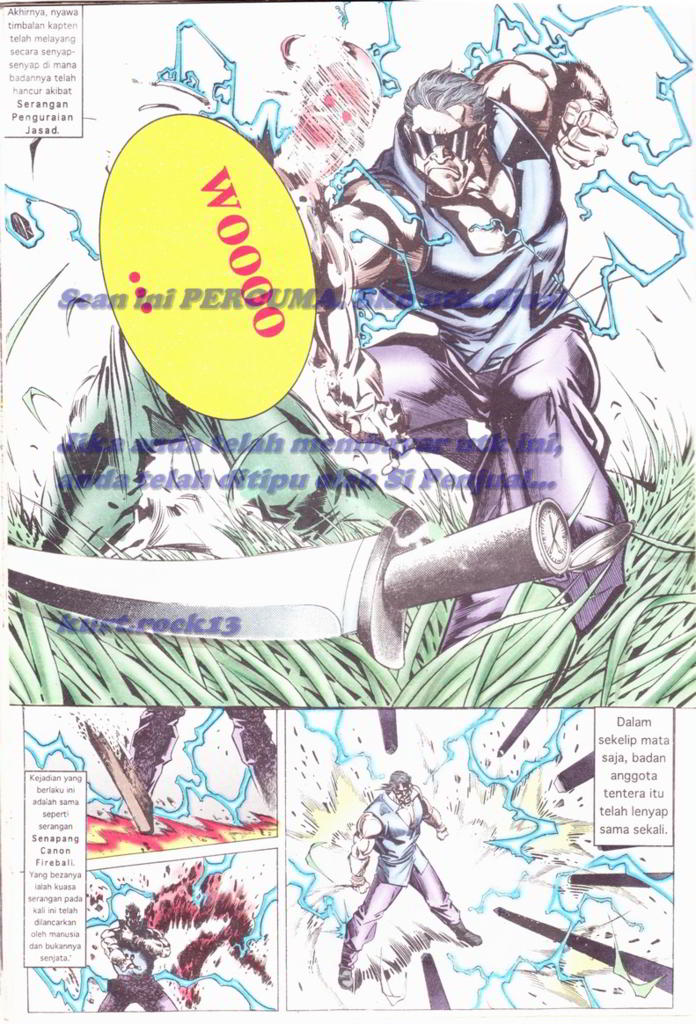 Akhirnya, nyawa
timbalan kapten
telah melayang
secara senyap-
senyap di mana
badannya telah
hancur akibat
Serangan
Penguraian
Jasad.
WOOOO
..
Scan ini PERCUMA. Bkn utk dijual
Jika anda telah membayar utk ini,
anda telah ditipu oleh Si Penjual...
kurt.rock13
Kejadian yang
berlaku ini
adalah sama
seperti
serangan
Senapang
Canon
Fireball.
Yang bezanya
ialah kuasa
serangan pada
kali ini telah
dilancarkan
oleh manusia
dan bukannya
senjata."
Dalam
sekelip mata
saja, badan
anggota
tentera itu
telah lenyap
sama sekali.